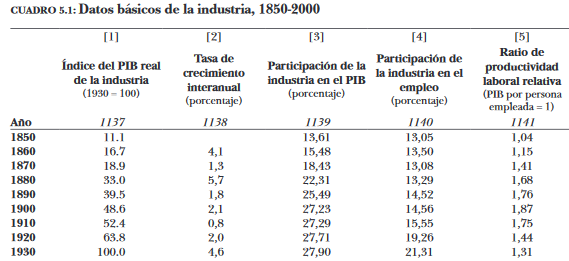 CUADRO 5.1: Datos básicos de la industria, 1850-2000
[1] [2] [3] [4] [5]
Índice del PIB real de la industria (1930 = 100) Tasa de crecimiento interanual (porcentaje) Participación de la industria en el PIB (porcentaje) Participación de la industria en el empleo (porcentaje) Ratio de productividad laboral relativa (PIB por persona empleada = 1)
Año 1137 1138 1139 1140 1141
1850 11.1 13,61 13,05 1,04
1860 16.7 4,1 15,48 13,50 1,15
1870 18.9 1,3 18,43 13,08 1,41
1880 33.0 5,7 22,31 13,29 1,68
1890 39.5 1,8 25,49 14,52 1,76
1900 48.6 2,1 27,23 14,56 1,87
1910 52.4 0,8 27,29 15,55 1,75
1920 63.8 2,0 27,71 19,26 1,44
1930 100.0 4,6 27,90 21,31 1,31